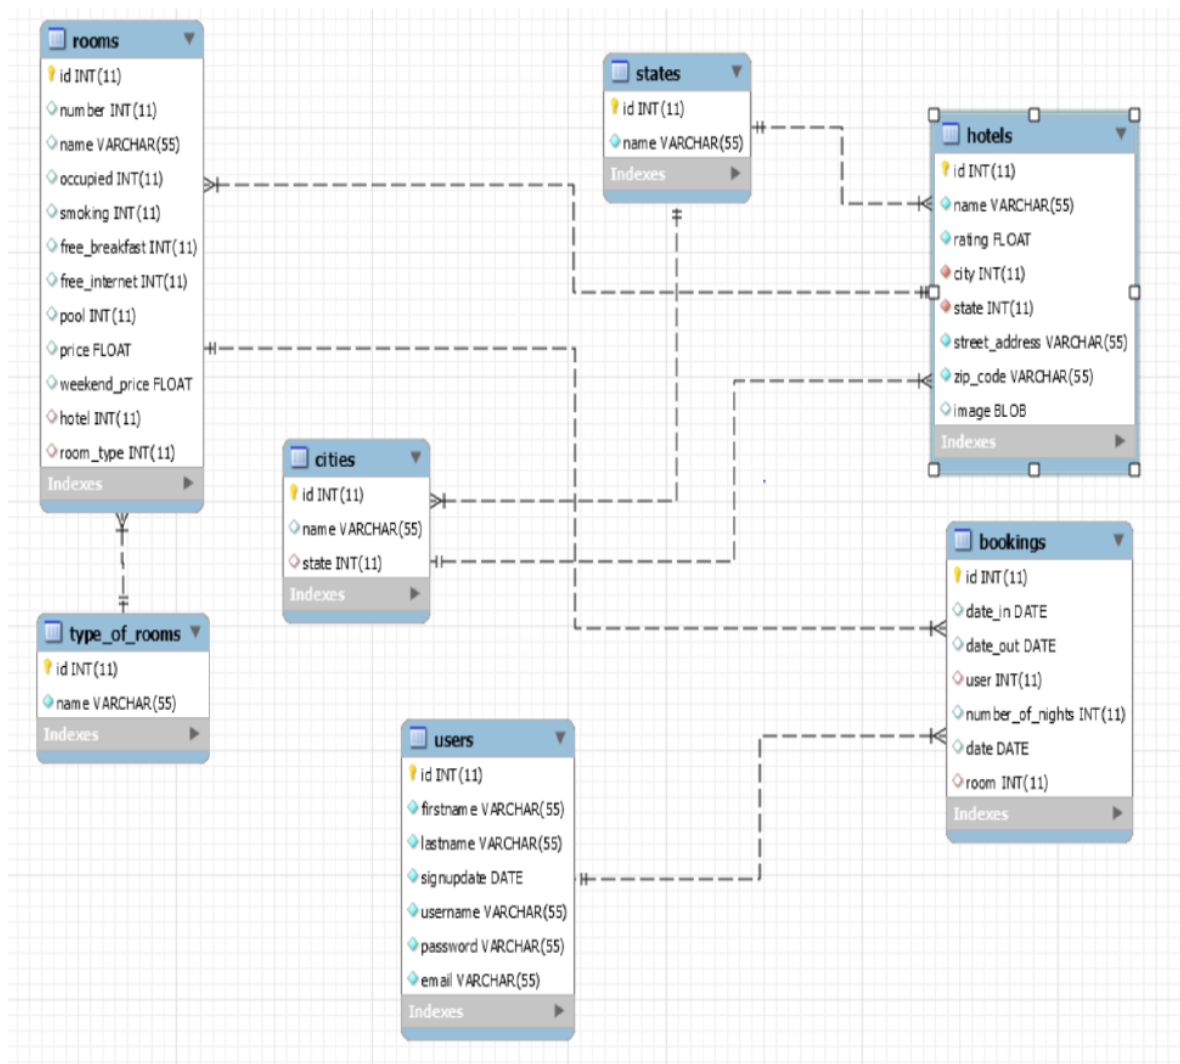 rooms
id INT(11)
number INT(11)
name VARCHAR(55)
occupied INT(11)
smoking INT(11)
free_breakfast INT(11)
free_internet INT(11)
pool INT(11)
price FLOAT
weekend_price FLOAT
hotel INT(11)
room_type INT(11)
Indexes
states
id INT(11)
name VARCHAR(55)
Indexes
hotels
id INT(11)
name VARCHAR(55)
rating FLOAT
city INT(11)
state INT(11)
street_address VARCHAR(55)
zip_code VARCHAR(55)
image BLOB
Indexes
cities
id INT(11)
name VARCHAR(55)
state INT(11)
Indexes
bookings
id INT(11)
date_in DATE
date_out DATE
user INT(11)
number_of_nights INT(11)
date DATE
room INT(11)
Indexes
type_of_rooms
id INT(11)
name VARCHAR(55)
Indexes
users
id INT(11)
firstname VARCHAR(55)
lastname VARCHAR(55)
signupdate DATE
username VARCHAR(55)
password VARCHAR(55)
email VARCHAR(55)
Indexes